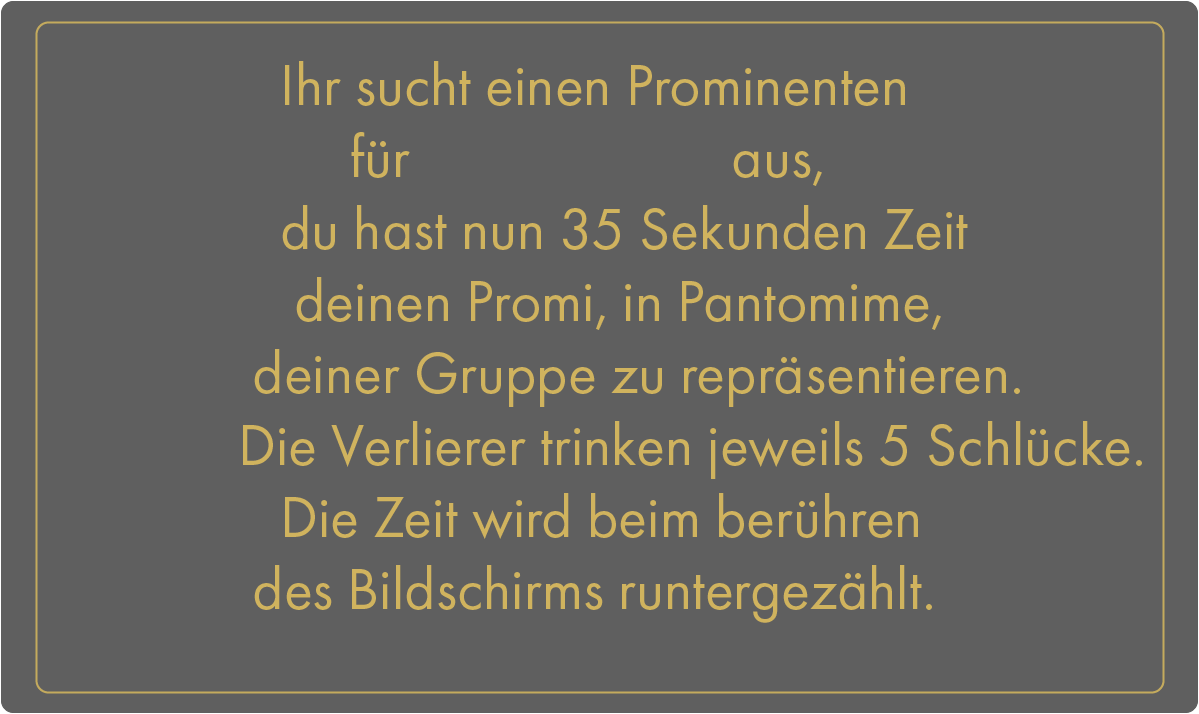 Ihr sucht einen Prominenten
für aus,
du hast nun 35 Sekunden Zeit
deinen Promi, in Pantomime,
deiner Gruppe zu repräsentieren.
Die Verlierer trinken jeweils 5 Schlücke.
Die Zeit wird beim berühren
des Bildschirms runtergezählt.